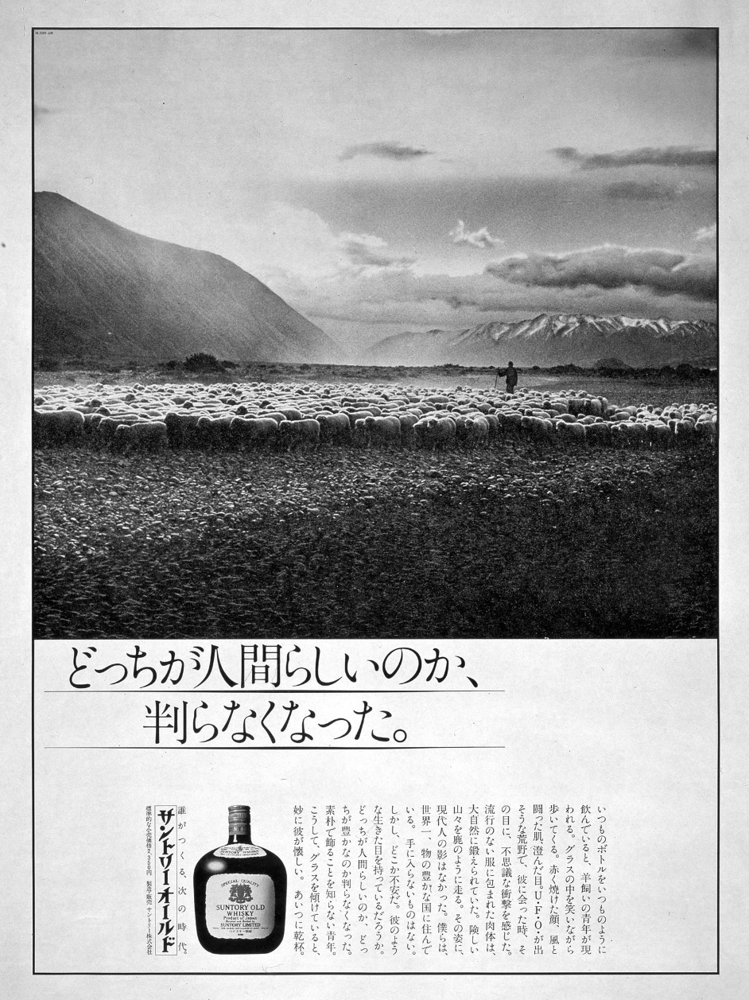 どっちが人間らしいのか、
判らなくなった。
いつものボトルをいつものように
飲んでいると、羊飼いの青年が現
われる。グラスの中を笑いながら
歩いてくる。赤く焼けた顔、風と
闘った肌、澄んだ目。U・F・O・が出
そうな荒野で、彼に会った時、そ
の目に、不思議な衝撃を感じた。
流行のない服に包まれた肉体は、
大自然に鍛えられていた。険しい
山々を鹿のように走る。その姿に、
現代人の影はなかった。僕らは、
世界一、物の豊かな国に住んで
いる。手に入らないものはない。
しかし、どこか不安だ。彼のよう
な生きた目を持っているだろうか。
どっちが人間らしいのか、どっ
ちが豊かなのか判らなくなった。
素朴で飾ることを知らない青年。
こうして、グラスを傾けていると、
妙に彼が懐しい。あいつに乾杯。
SUNTORY WHISKY
SPECIAL QUALITY
SUNTORY OLD
WHISKY
Product of Japan
SUNTORY LIMITED
ウイスキー特級
誰がつくる次の時代。
サントリーオールド
標準的な小売価格2,350円 製造・販売 サントリー株式会社